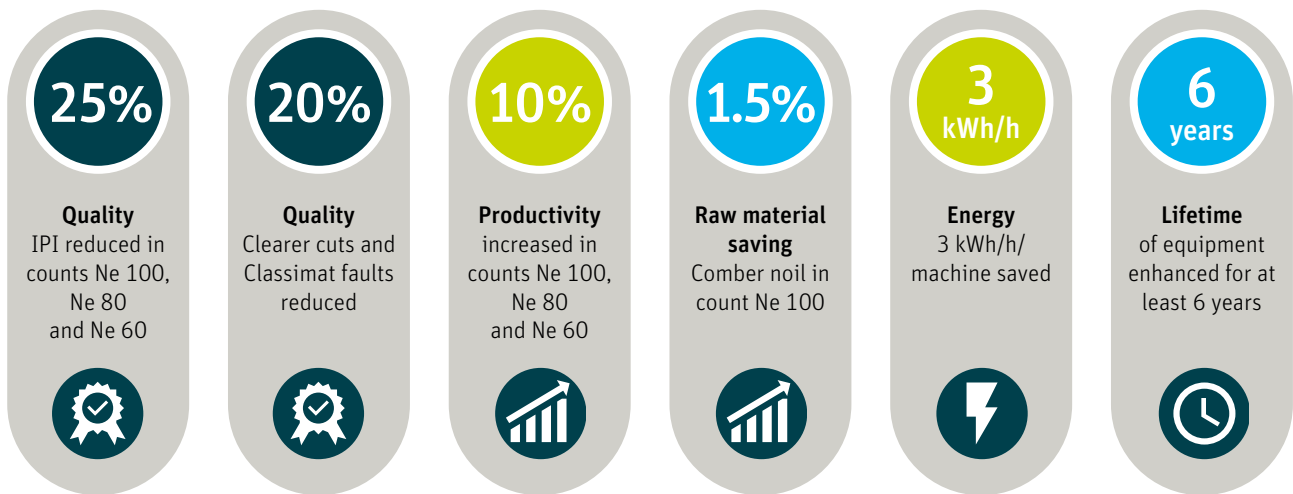 25%
Quality
IPI reduced in
counts Ne 100,
Ne 80
and Ne 60
20%
Quality
Clearer cuts and
Classimat faults
reduced
10%
Productivity
increased in
counts Ne 100,
Ne 80
and Ne 60
1.5%
Raw material
saving
Comber noil in
count Ne 100
3
kWh/h
Energy
3 kWh/h/
machine saved
6
years
Lifetime
of equipment
enhanced for at
least 6 years